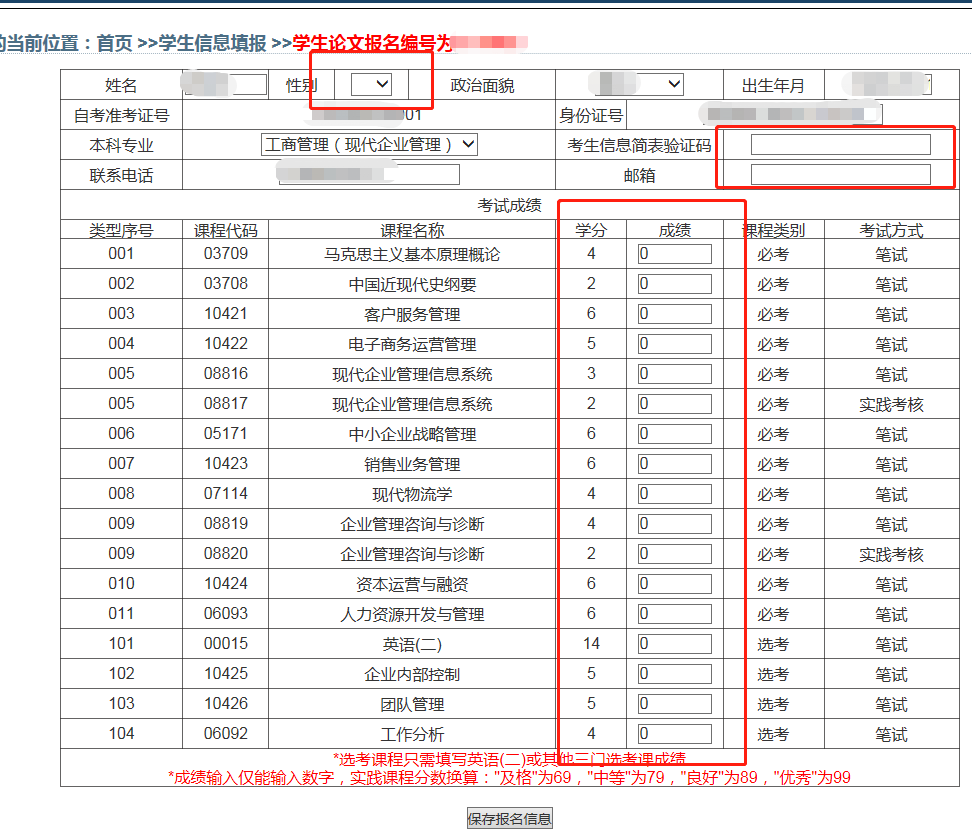 的当前位置：首页 >>学生信息填报 >>学生论文报名编号为
姓名 性别 政治面貌 出生年月
自考准考证号 01 身份证号
本科专业 工商管理（现代企业管理） 考生信息简表验证码
联系电话 邮箱
考试成绩
类型序号 课程代码 课程名称 学分 成绩 课程类别 考试方式
001 03709 马克思主义基本原理概论 4 0 必考 笔试
002 03708 中国近现代史纲要 2 0 必考 笔试
003 10421 客户服务管理 6 0 必考 笔试
004 10422 电子商务运营管理 5 0 必考 笔试
005 08816 现代企业管理信息系统 3 0 必考 笔试
005 08817 现代企业管理信息系统 2 0 必考 实践考核
006 05171 中小企业战略管理 6 0 必考 笔试
007 10423 销售业务管理 6 0 必考 笔试
008 07114 现代物流学 4 0 必考 笔试
009 08819 企业管理咨询与诊断 4 0 必考 笔试
009 08820 企业管理咨询与诊断 2 0 必考 实践考核
010 10424 资本运营与融资 6 0 必考 笔试
011 06093 人力资源开发与管理 6 0 必考 笔试
101 00015 英语(二) 14 0 选考 笔试
102 10425 企业内部控制 5 0 选考 笔试
103 10426 团队管理 5 0 选考 笔试
104 06092 工作分析 4 0 选考 笔试
*选考课程只需填写英语(二)或其他三门选考课成绩
*成绩输入仅能输入数字，实践课程分数换算："及格"为69，"中等"为79，"良好"为89，"优秀"为99
保存报名信息